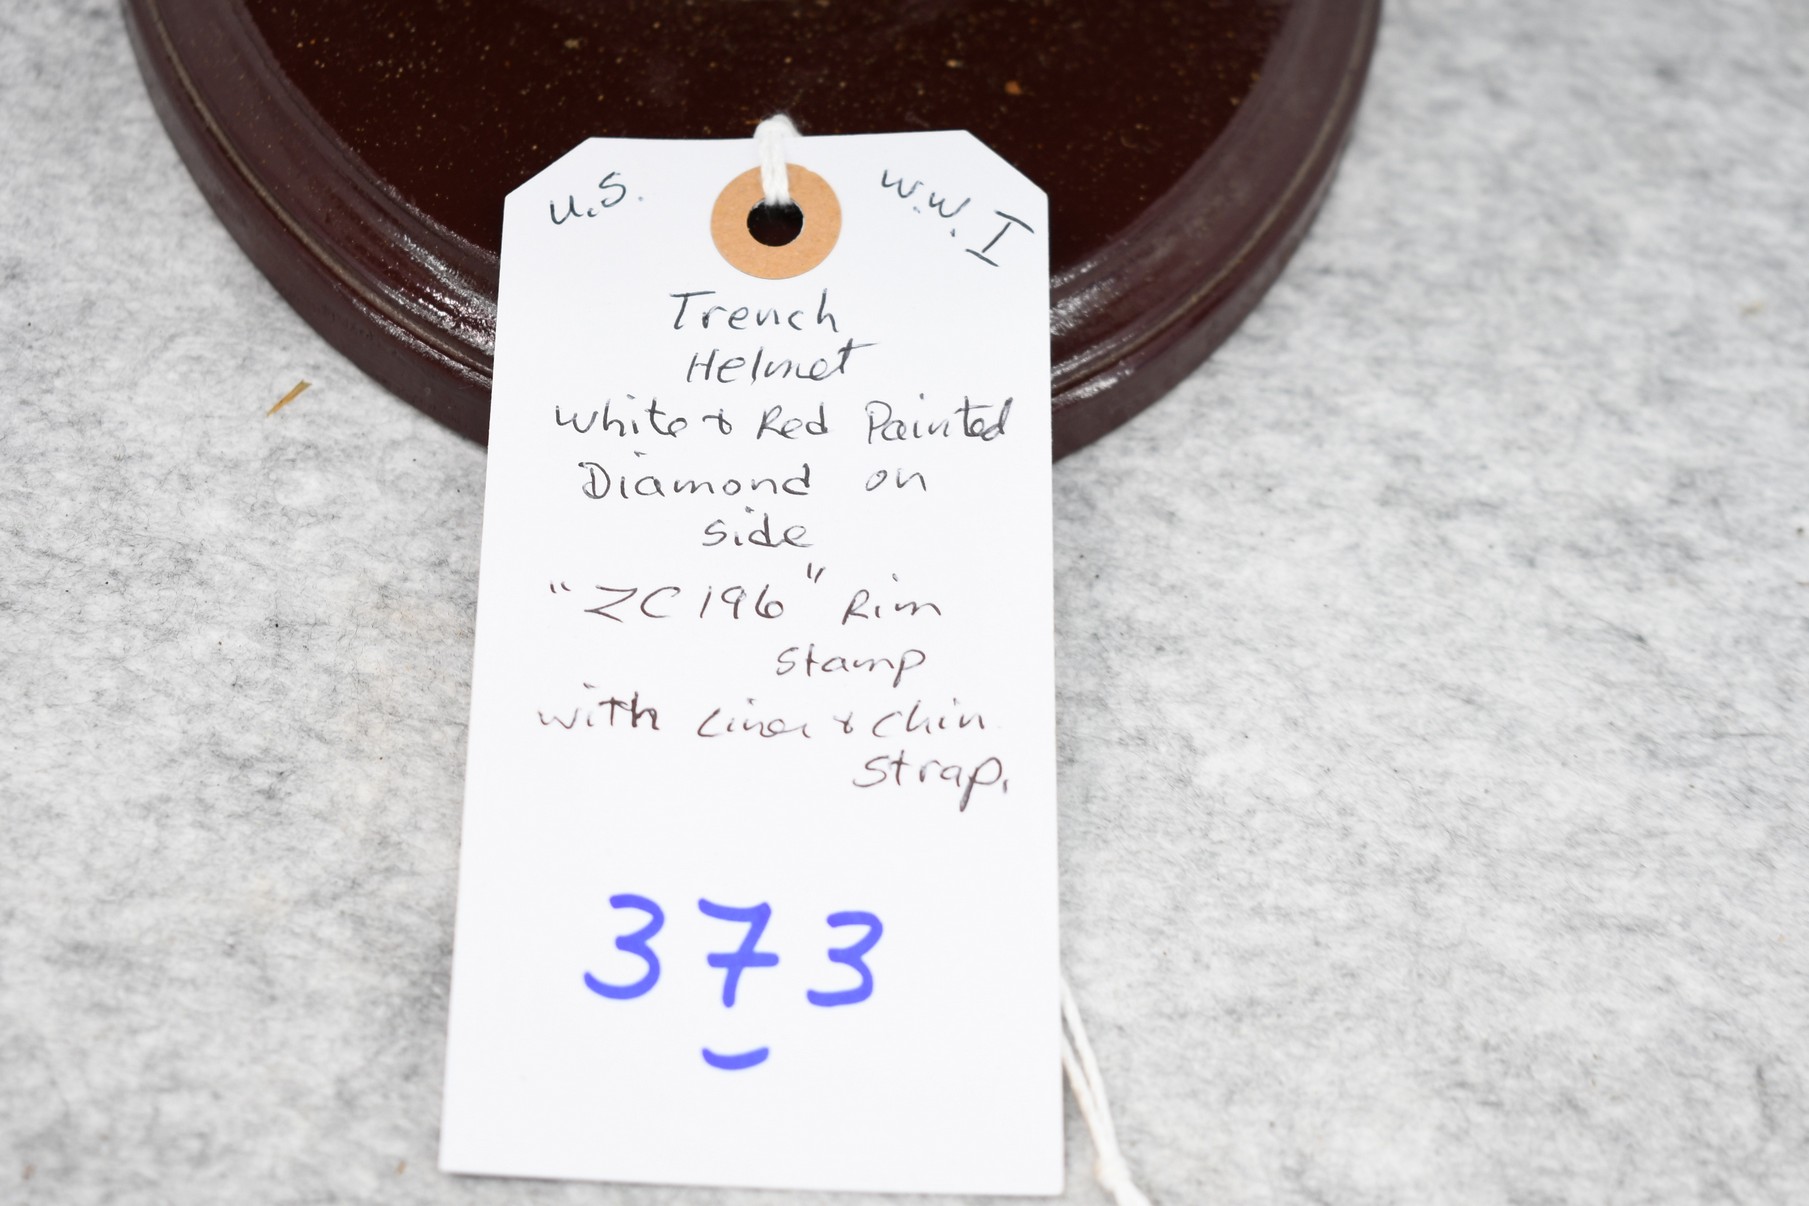 U.S.
W.W. I
Trench
Helmet
White & Red Painted
Diamond on
side
"ZC196" Rim
Stamp
with Liner & Chin
Strap.
373